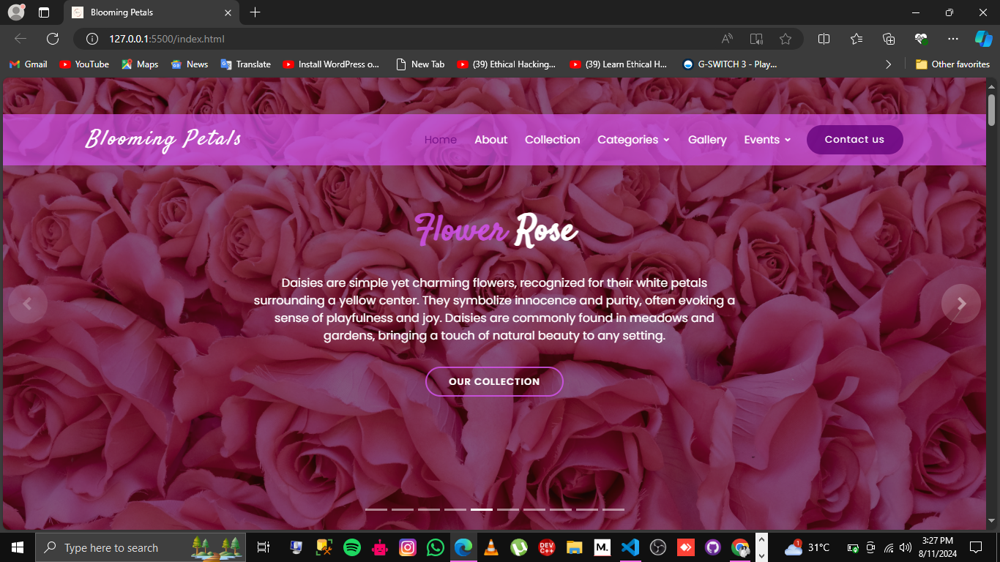 Blooming Petals
127.0.0.1:5500/index.html
Gmail YouTube Maps News Translate Install WordPress o... New Tab (39) Ethical Hacking... (39) Learn Ethical H... G-SWITCH 3 - Play... Other favorites
Blooming Petals Home About Collection Categories Gallery Events Contact us
Flower Rose
Daisies are simple yet charming flowers, recognized for their white petals
surrounding a yellow center. They symbolize innocence and purity, often evoking a
sense of playfulness and joy. Daisies are commonly found in meadows and
gardens, bringing a touch of natural beauty to any setting.
OUR COLLECTION
Type here to search
DEV
C++
M.
1
31°C
3:27 PM
8/11/2024